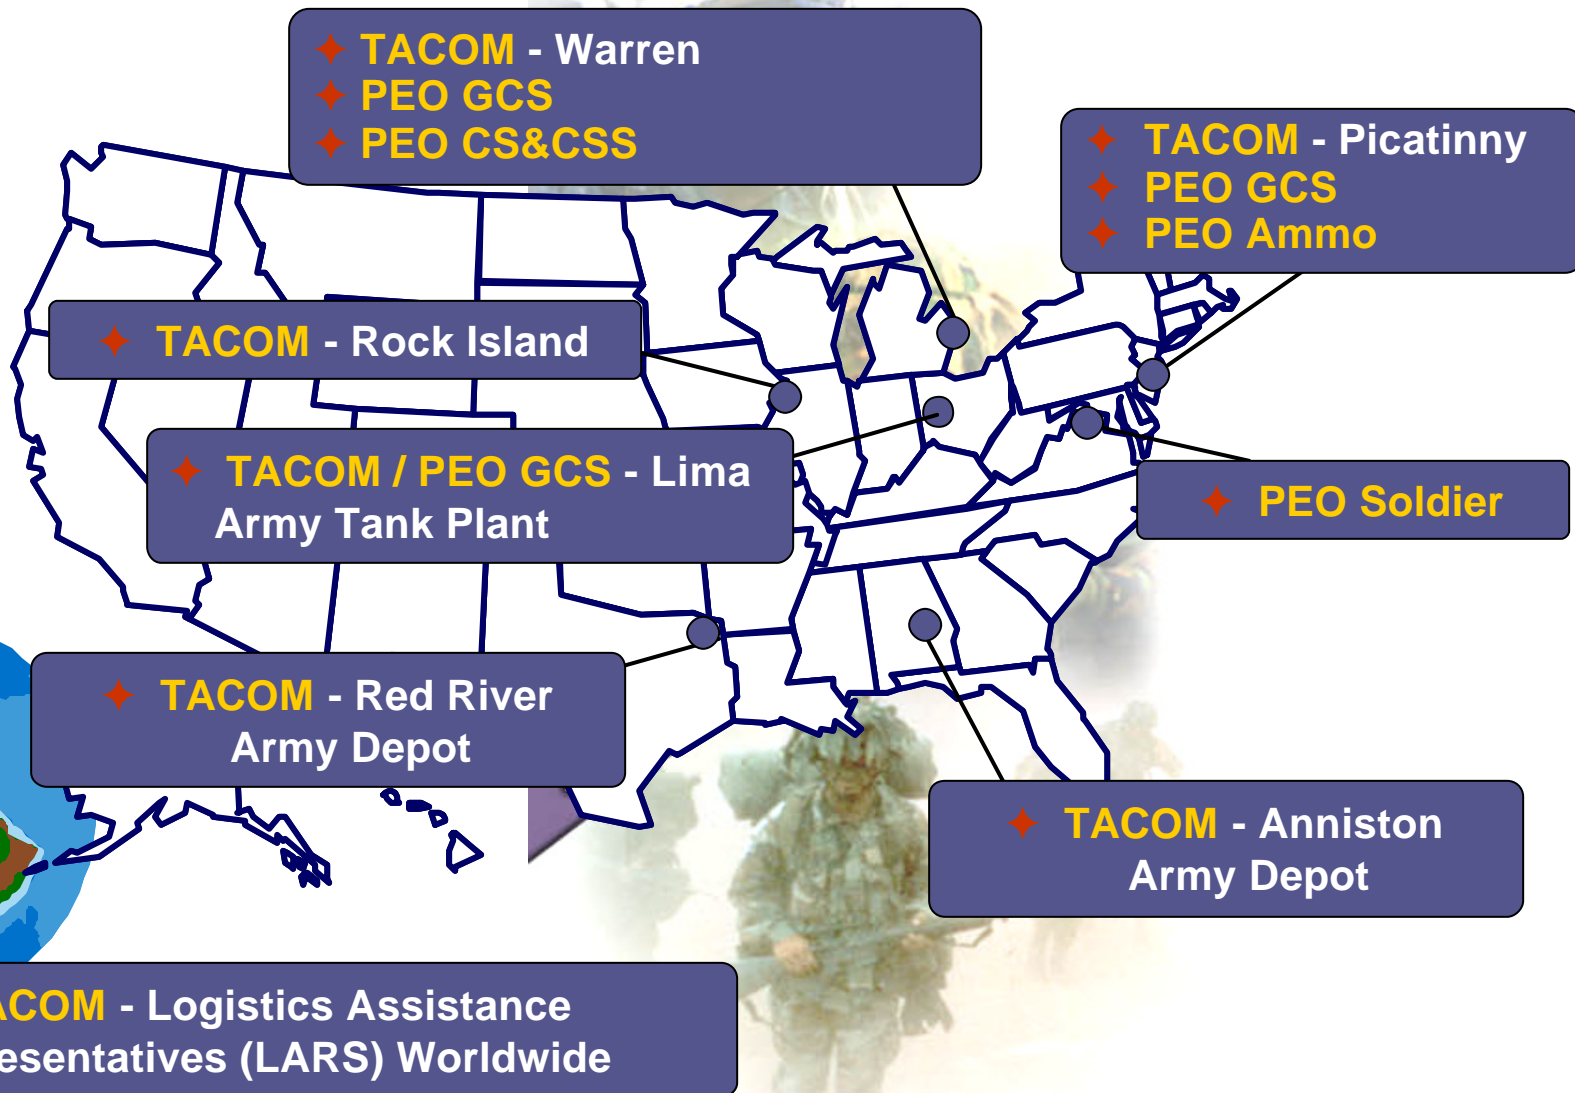 TACOM - Warren
PEO GCS
PEO CS&CSS
TACOM - Picatinny
PEO GCS
PEO Ammo
TACOM - Rock Island
TACOM / PEO GCS - Lima
Army Tank Plant
PEO Soldier
TACOM - Red River
Army Depot
TACOM - Anniston
Army Depot
ACOM - Logistics Assistance
esentatives (LARS) Worldwide